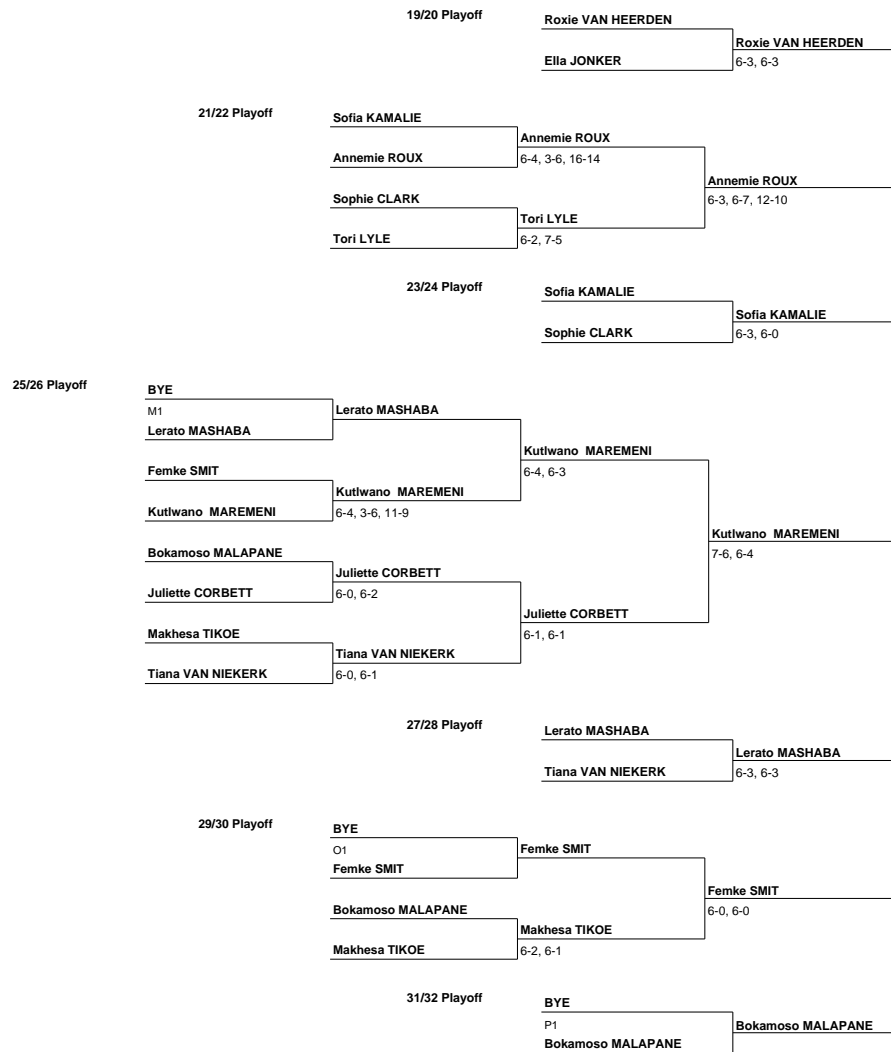 19/20 Playoff
Roxie VAN HEERDEN
Roxie VAN HEERDEN
Ella JONKER
6-3, 6-3
21/22 Playoff
Sofia KAMALIE
Annemie ROUX
Annemie ROUX
6-4, 3-6, 16-14
Annemie ROUX
6-3, 6-7, 12-10
Sophie CLARK
Tori LYLE
Tori LYLE
6-2, 7-5
23/24 Playoff
Sofia KAMALIE
Sofia KAMALIE
Sophie CLARK
6-3, 6-0
25/26 Playoff
BYE
M1
Lerato MASHABA
Lerato MASHABA
Kutlwano  MAREMENI
6-4, 6-3
Femke SMIT
Kutlwano  MAREMENI
Kutlwano  MAREMENI
6-4, 3-6, 11-9
Kutlwano  MAREMENI
7-6, 6-4
Bokamoso MALAPANE
Juliette CORBETT
Juliette CORBETT
6-0, 6-2
Juliette CORBETT
6-1, 6-1
Makhesa TIKOE
Tiana VAN NIEKERK
Tiana VAN NIEKERK
6-0, 6-1
27/28 Playoff
Lerato MASHABA
Lerato MASHABA
Tiana VAN NIEKERK
6-3, 6-3
29/30 Playoff
BYE
O1
Femke SMIT
Femke SMIT
Femke SMIT
6-0, 6-0
Bokamoso MALAPANE
Makhesa TIKOE
Makhesa TIKOE
6-2, 6-1
31/32 Playoff
BYE
P1
Bokamoso MALAPANE
Bokamoso MALAPANE